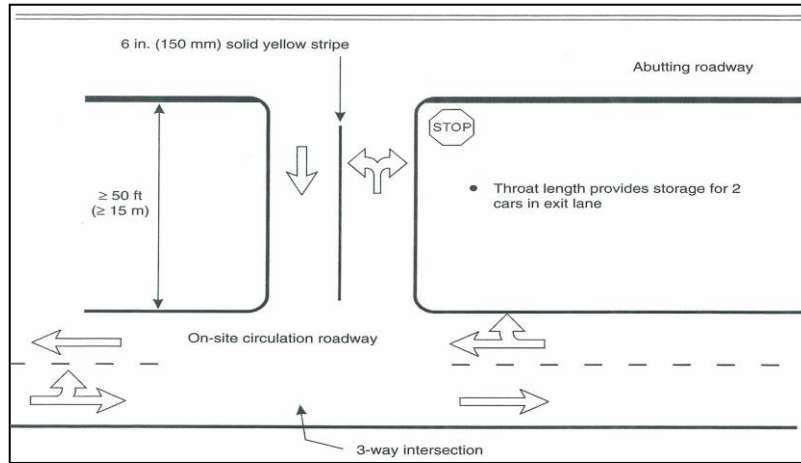 6 in. (150 mm) solid yellow stripe
Abutting roadway
STOP
≥ 50 ft
(≥ 15 m)
• Throat length provides storage for 2
cars in exit lane
On-site circulation roadway
3-way intersection